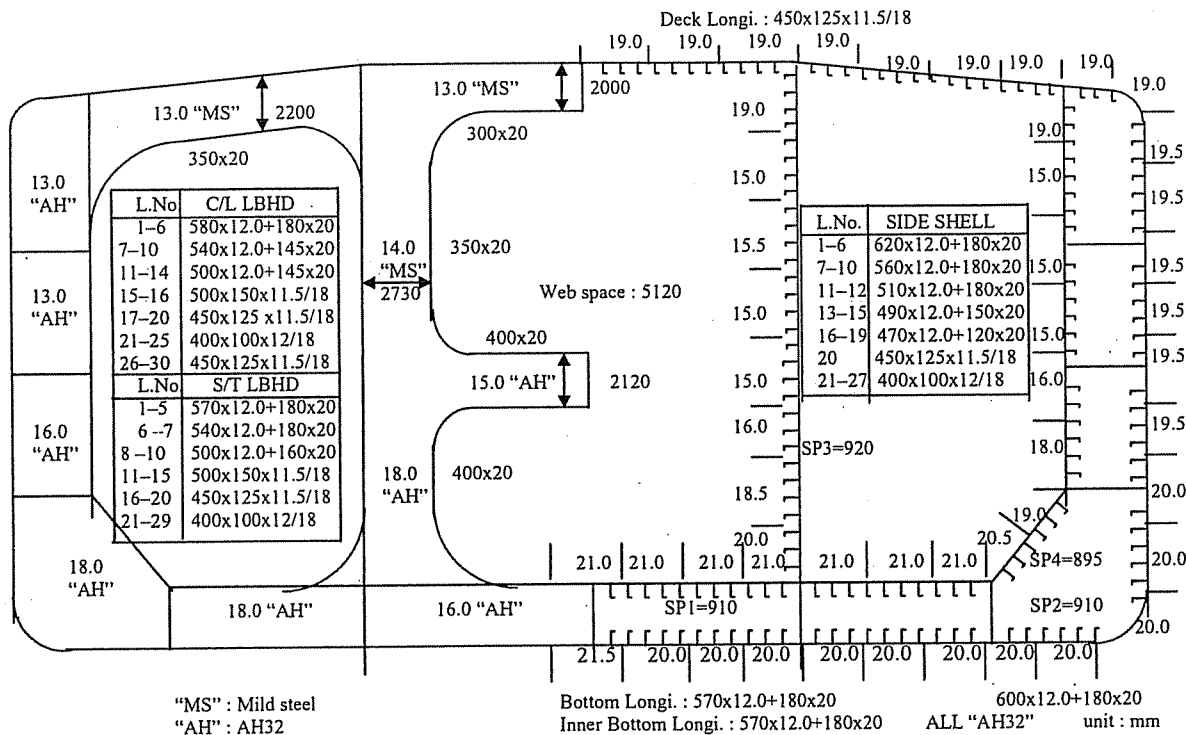 Deck Longi. : 450x125x11.5/18
19.0 19.0 19.0 19.0
19.0 19.0 19.0 19.0
19.0
13.0 "MS" 2200
13.0 "MS" 2000
300x20
350x20
19.0
19.0
19.5
13.0
"AH"
15.0
15.0
19.5
L.No C/L LBHD
1–6 580x12.0+180x20
7–10 540x12.0+145x20
11–14 500x12.0+145x20
15–16 500x150x11.5/18
17–20 450x125 x11.5/18
21–25 400x100x12/18
26–30 450x125x11.5/18
L.No S/T LBHD
1–5 570x12.0+180x20
6 –7 540x12.0+180x20
8 –10 500x12.0+160x20
11–15 500x150x11.5/18
16–20 450x125x11.5/18
21–29 400x100x12/18
14.0
"MS"
2730
350x20
15.5
Web space : 5120
L.No. SIDE SHELL
1–6 620x12.0+180x20
7–10 560x12.0+180x20
11–12 510x12.0+180x20
13–15 490x12.0+150x20
16–19 470x12.0+120x20
20 450x125x11.5/18
21–27 400x100x12/18
15.0
19.5
13.0
"AH"
15.0
15.0
19.5
400x20
19.5
15.0 "AH" 2120
15.0
16.0
16.0
"AH"
16.0
19.5
SP3=920
18.0
18.0
"AH"
400x20
18.5
20.0
19.0
20.5
20.0
21.0 21.0 21.0 21.0 21.0 21.0
SP4=895
20.0
18.0
"AH"
18.0 "AH"
16.0 "AH"
SP1=910
SP2=910
20.0
21.5 20.0 20.0 20.0 20.0 20.0 20.0 20.0
"MS" : Mild steel
"AH" : AH32
Bottom Longi. : 570x12.0+180x20
600x12.0+180x20
Inner Bottom Longi. : 570x12.0+180x20
ALL "AH32"
unit : mm